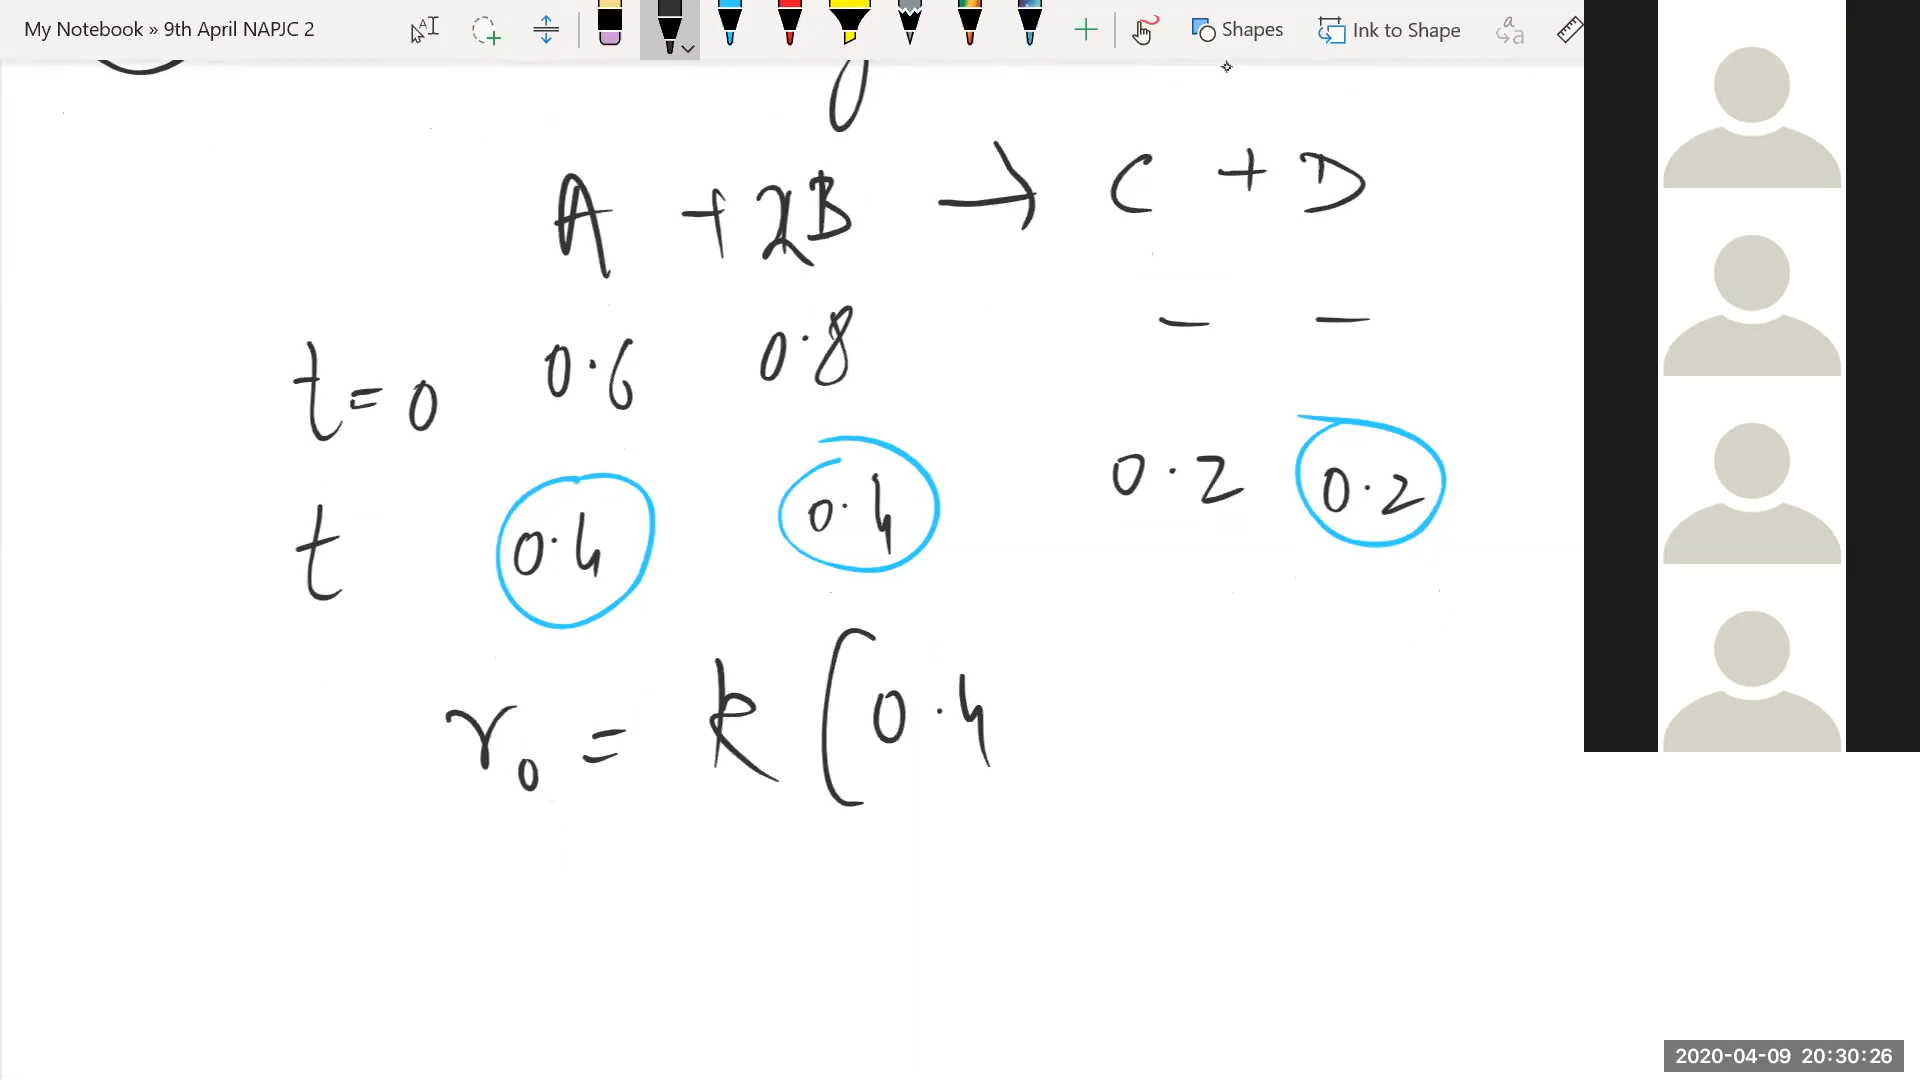 My Notebook » 9th April NAPJC 2
Shapes
Ink to Shape
A + 2B → C + D
t = 0 0.6 0.8 - -
t 0.4 0.4 0.2 0.2
r₀ = k (0.4
2020-04-09 20:30:26